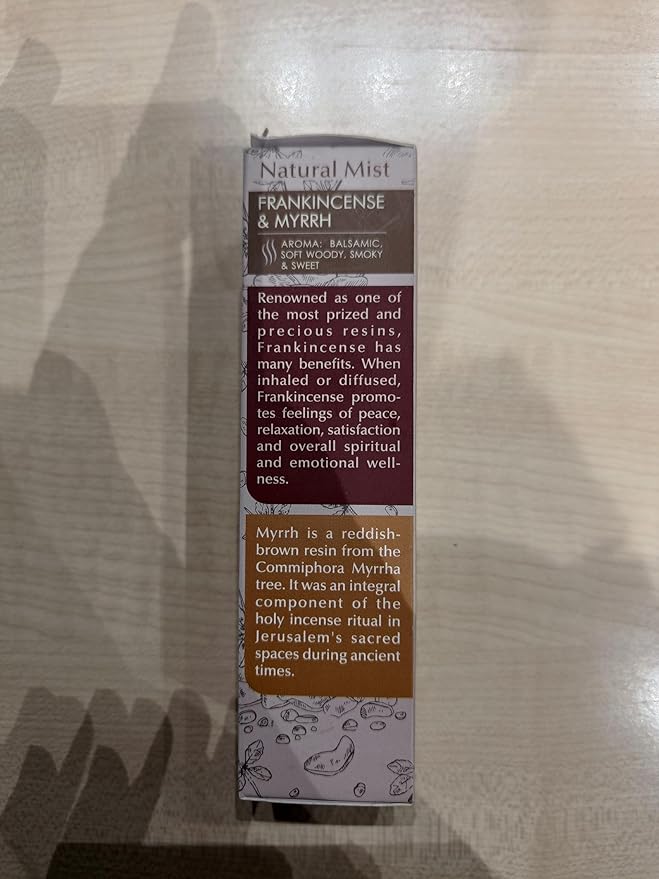 Natural Mist
FRANKINCENSE
& MYRRH
AROMA: BALSAMIC,
SOFT WOODY, SMOKY
& SWEET
Renowned as one of
the most prized and
precious resins,
Frankincense has
many benefits. When
inhaled or diffused,
Frankincense promo-
tes feelings of peace,
relaxation, satisfaction
and overall spiritual
and emotional well-
ness.
Myrrh is a reddish-
brown resin from the
Commiphora Myrrha
tree. It was an integral
component of the
holy incense ritual in
Jerusalem's sacred
spaces during ancient
times.